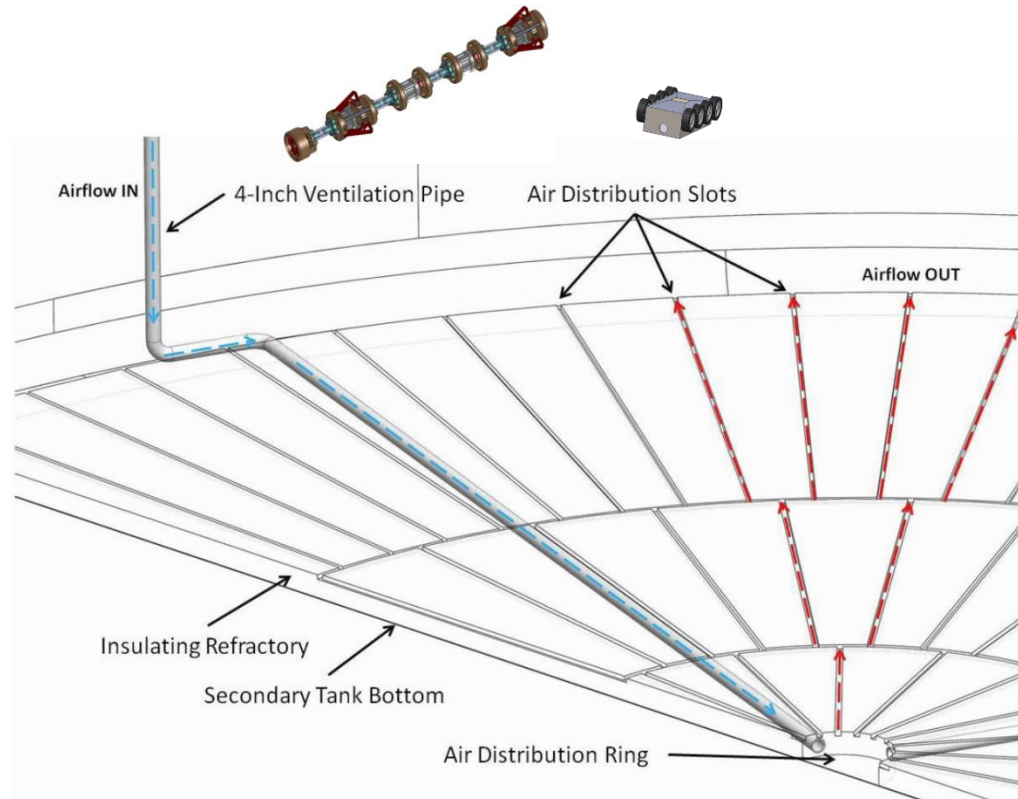 Airflow IN
4-Inch Ventilation Pipe
Air Distribution Slots
Airflow OUT
Insulating Refractory
Secondary Tank Bottom
Air Distribution Ring